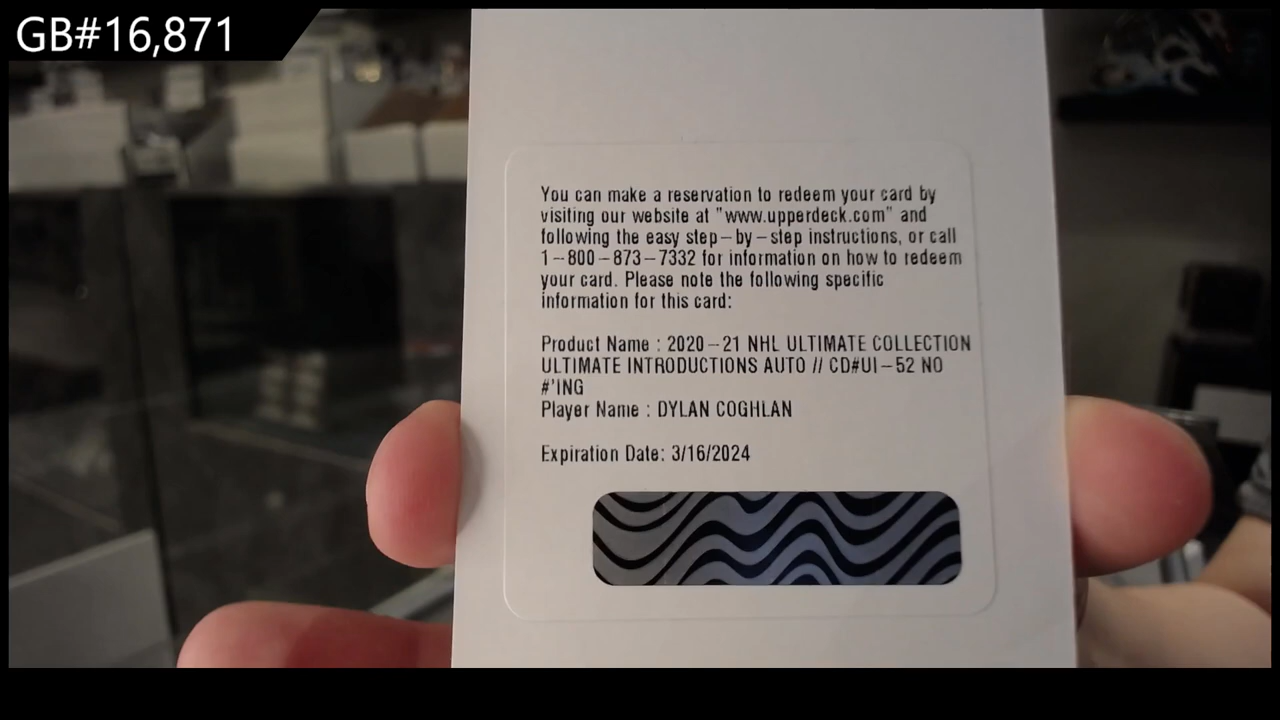 GB#16,871
You can make a reservation to redeem your card by
visiting our website at "www.upperdeck.com" and
following the easy step-by-step instructions, or call
1-800-873-7332 for information on how to redeem
your card. Please note the following specific
information for this card:
Product Name : 2020-21 NHL ULTIMATE COLLECTION
ULTIMATE INTRODUCTIONS AUTO // CD#UI-52 NO
#'ING
Player Name : DYLAN COGHLAN
Expiration Date: 3/16/2024